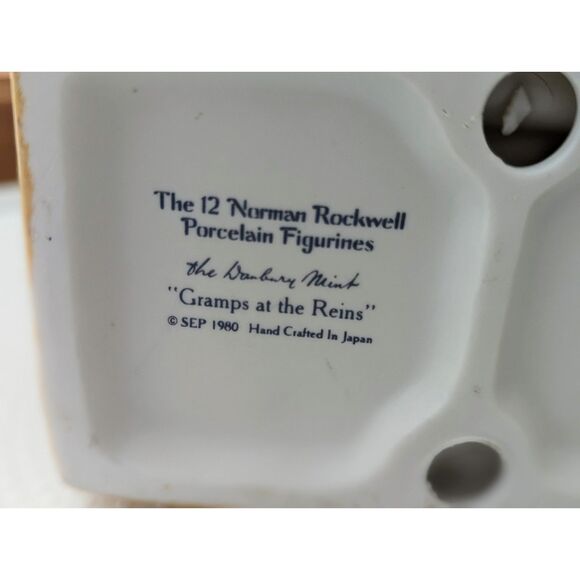 The 12 Norman Rockwell
Porcelain Figurines
the Danbury Mint
"Gramps at the Reins"
© SEP 1980 Hand Crafted In Japan